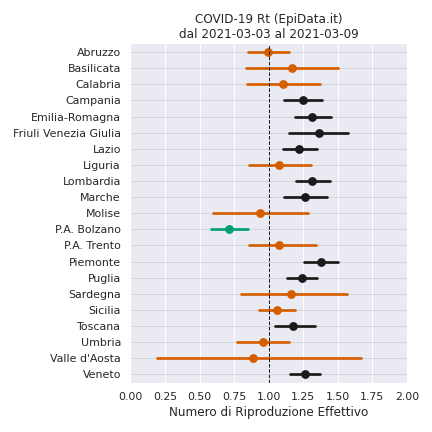 COVID-19 Rt (EpiData.it)
dal 2021-03-03 al 2021-03-09
Abruzzo
Basilicata
Calabria
Campania
Emilia-Romagna
Friuli Venezia Giulia
Lazio
Liguria
Lombardia
Marche
Molise
P.A. Bolzano
P.A. Trento
Piemonte
Puglia
Sardegna
Sicilia
Toscana
Umbria
Valle d'Aosta
Veneto
0.00 0.25 0.50 0.75 1.00 1.25 1.50 1.75 2.00
Numero di Riproduzione Effettivo